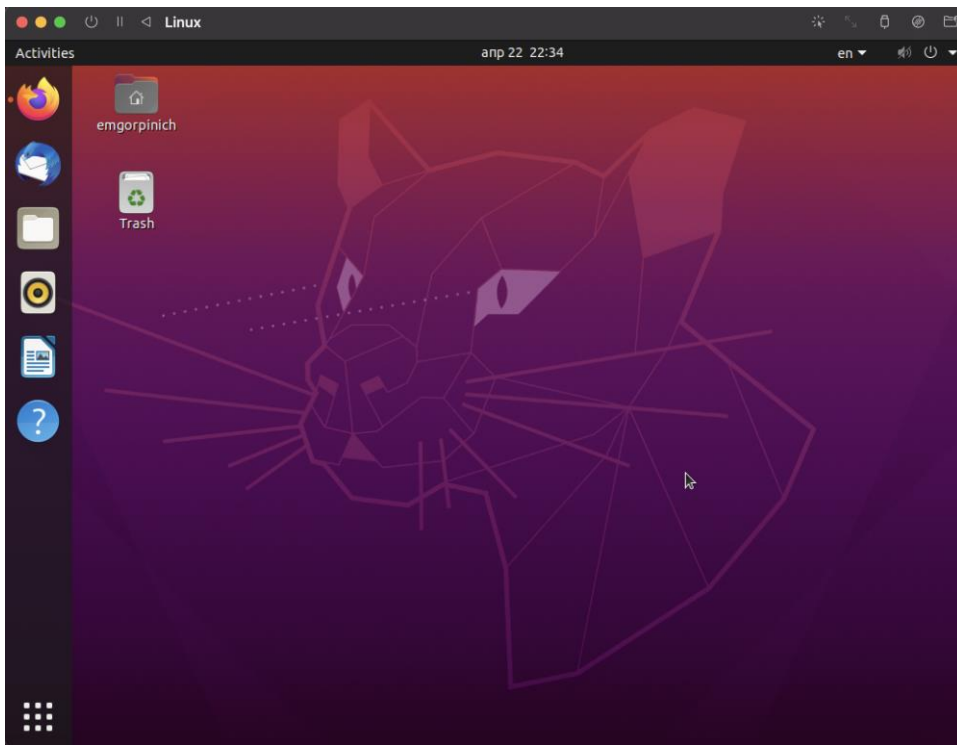 Linux
Activities
апр 22 22:34
en
emgorpinich
Trash